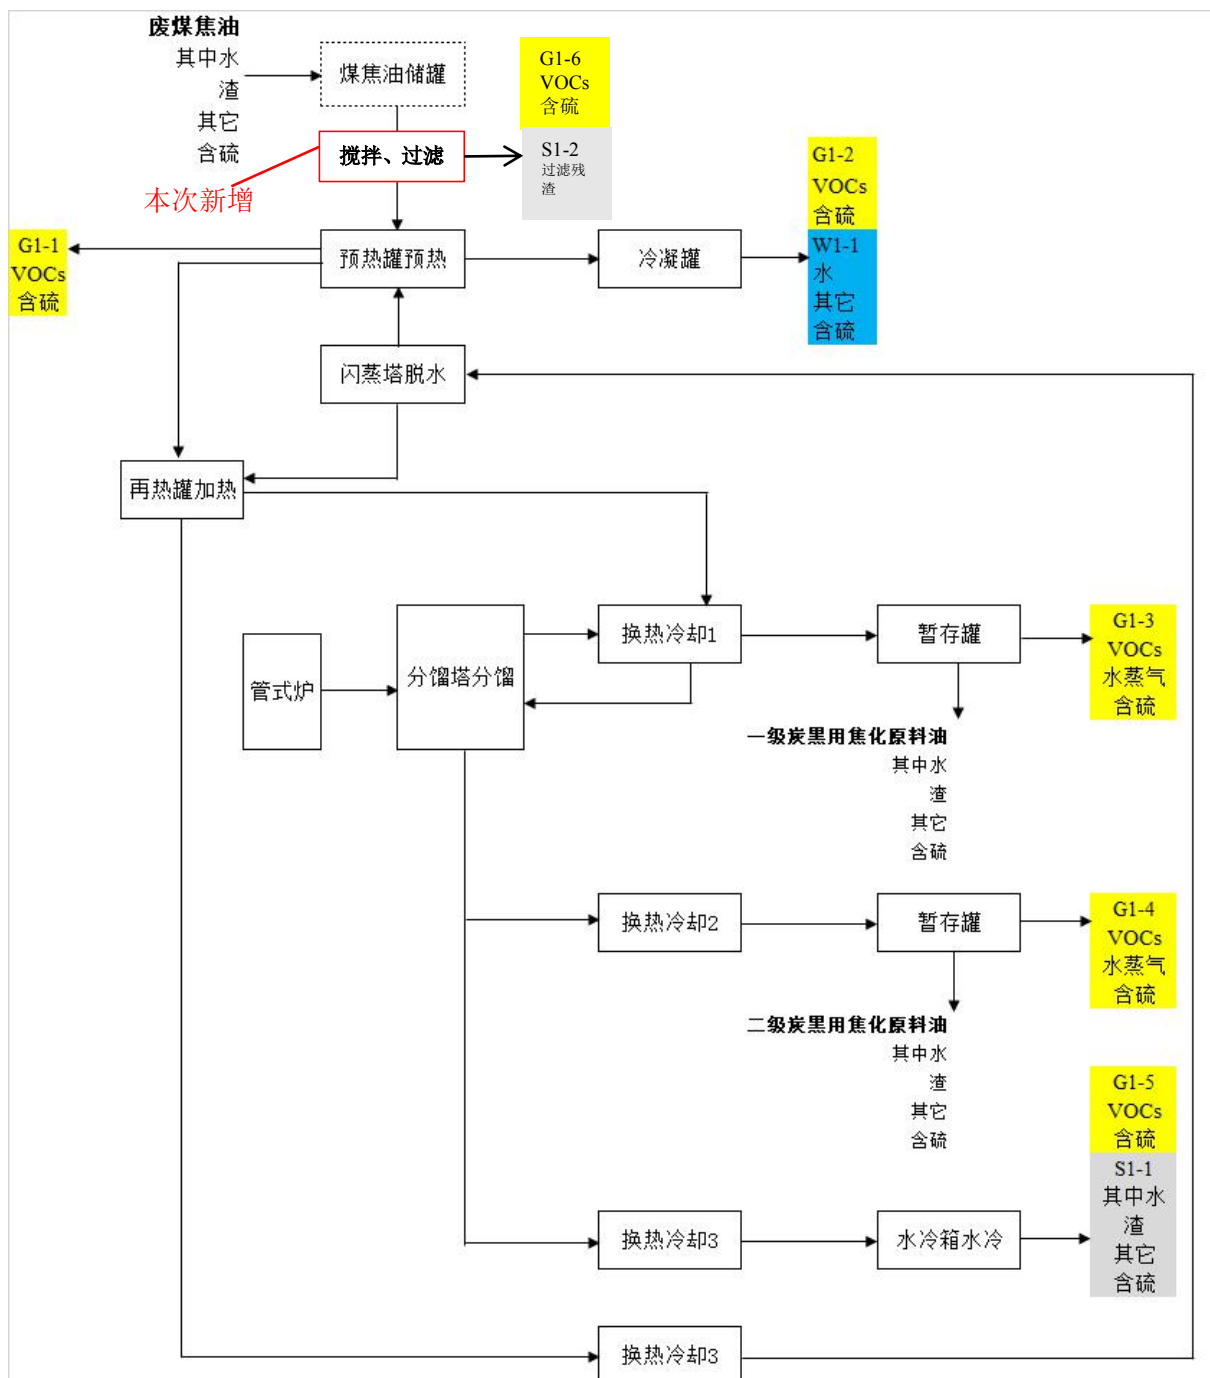 废煤焦油
其中水
渣
其它
含硫
煤焦油储罐
G1-6
VOCs
含硫
搅拌、过滤
S1-2
过滤残
渣
本次新增
G1-2
VOCs
含硫
W1-1
水
其它
含硫
G1-1
VOCs
含硫
预热罐预热
冷凝罐
闪蒸塔脱水
再热罐加热
管式炉
分馏塔分馏
换热冷却1
暂存罐
G1-3
VOCs
水蒸气
含硫
一级炭黑用焦化原料油
其中水
渣
其它
含硫
换热冷却2
暂存罐
G1-4
VOCs
水蒸气
含硫
二级炭黑用焦化原料油
其中水
渣
其它
含硫
换热冷却3
水冷箱水冷
G1-5
VOCs
含硫
S1-1
其中水
渣
其它
含硫
换热冷却3